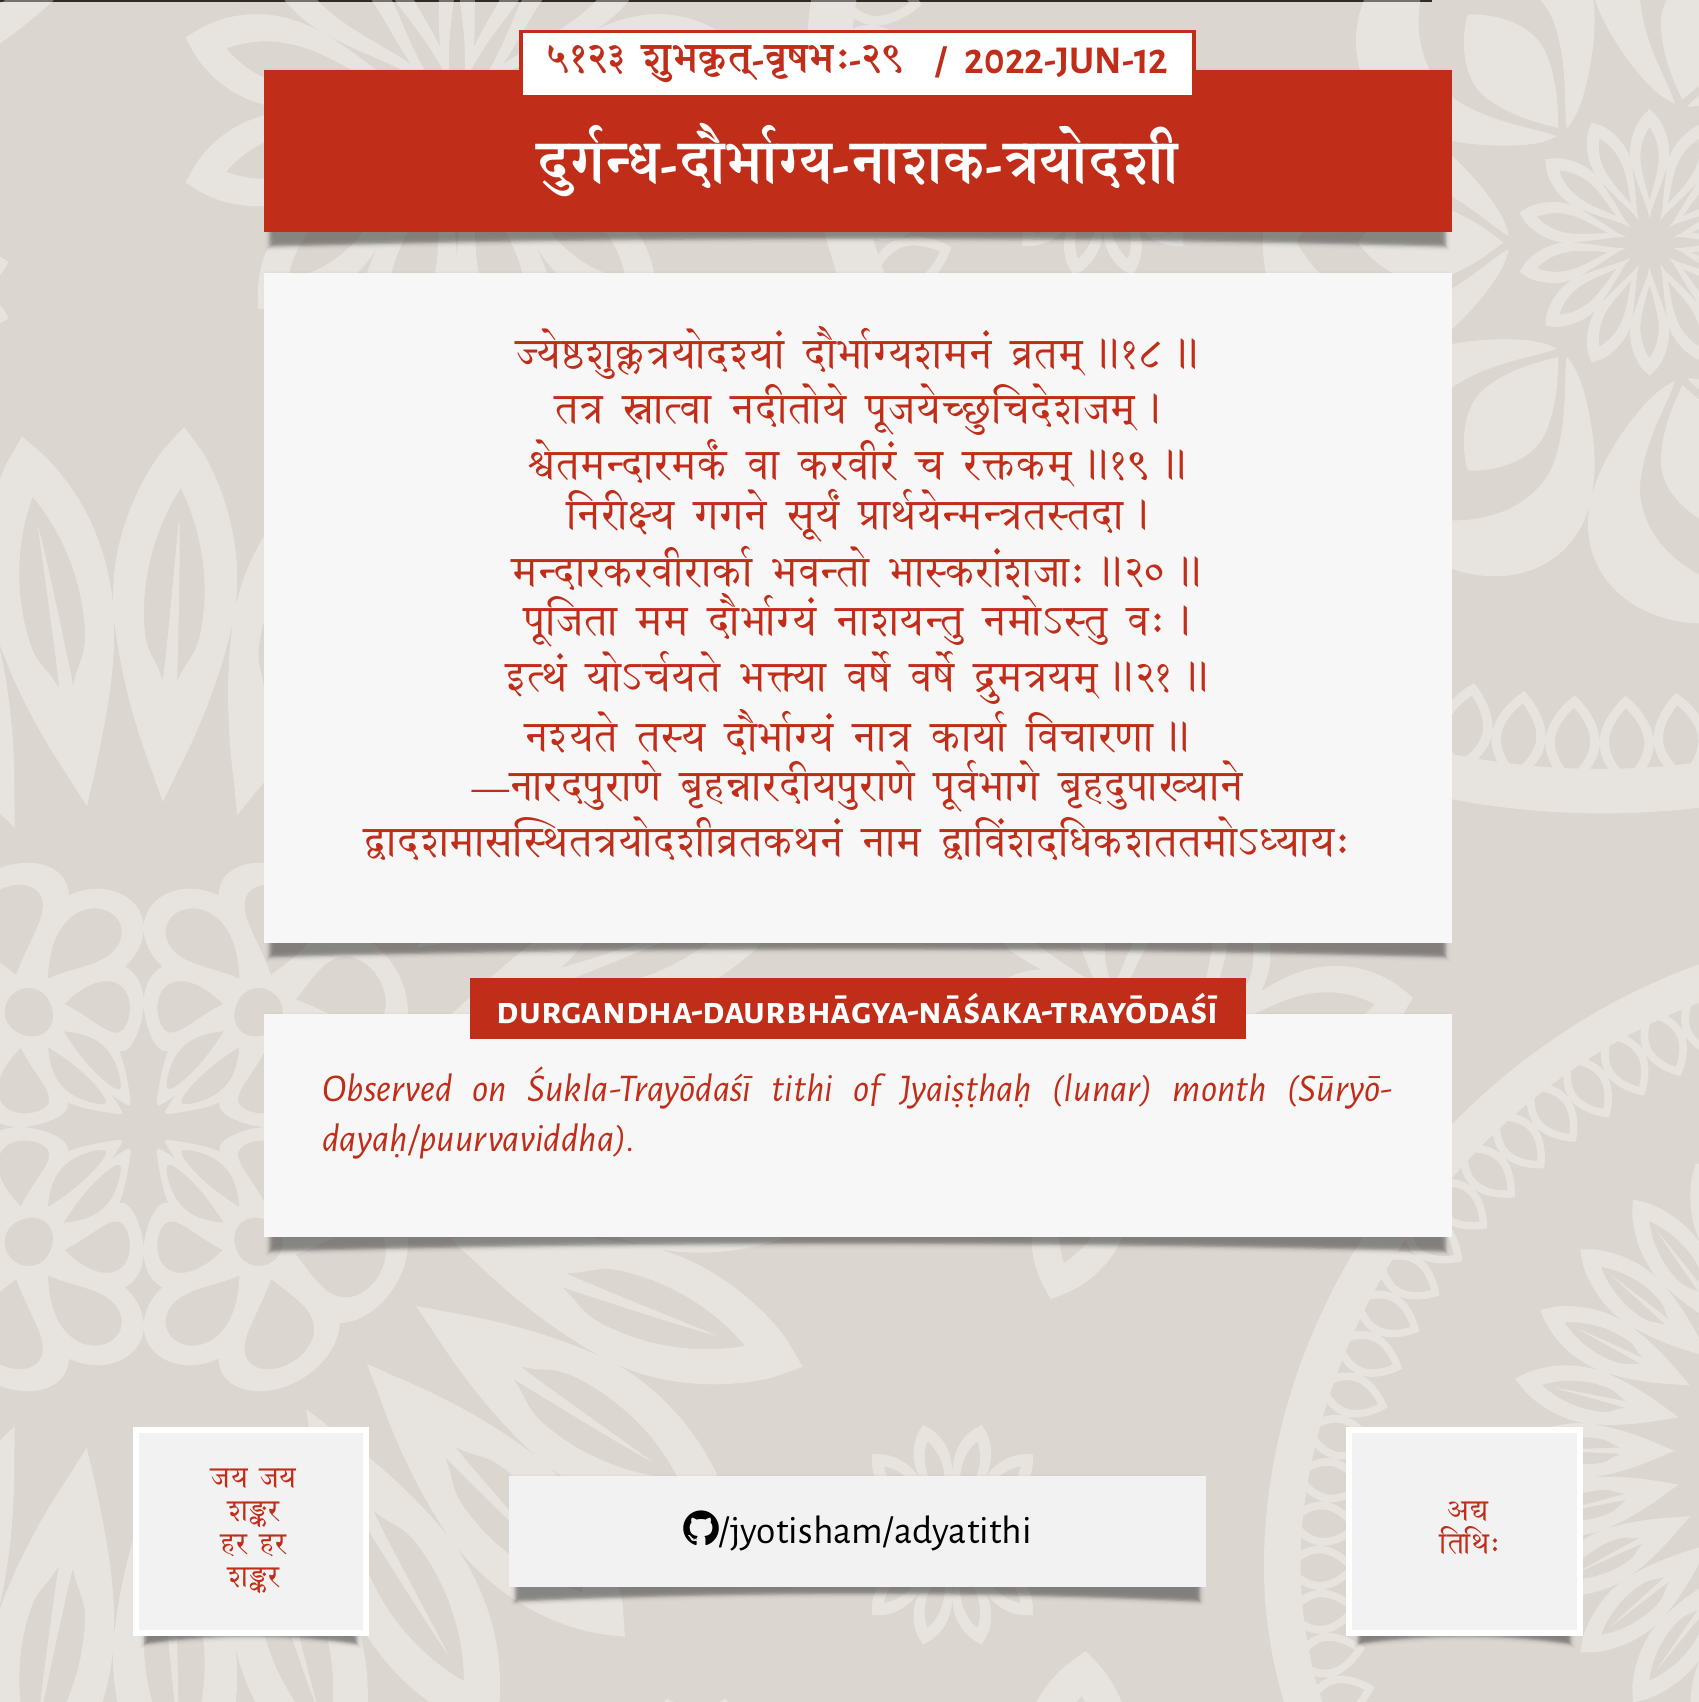 ५१२३ शुभकृत्-वृषभः-२९ / 2022-JUN-12
दुर्गन्ध-दौर्भाग्य-नाशक-त्रयोदशी
ज्येष्ठशुक्लत्रयोदश्यां दौर्भाग्यशमनं व्रतम् ॥१८ ॥
तत्र स्नात्वा नदीतोये पूजयेच्छुचिदेशजम् ।
श्वेतमन्दारमर्कं वा करवीरं च रक्तकम् ॥१९ ॥
निरीक्ष्य गगने सूर्यं प्रार्थयेन्मन्त्रतस्तदा ।
मन्दारकरवीरार्का भवन्तो भास्करांशजाः ॥२० ॥
पूजिता मम दौर्भाग्यं नाशयन्तु नमोऽस्तु वः ।
इत्थं योऽर्चयते भक्त्या वर्षे वर्षे द्रुमत्रयम् ॥२१ ॥
नश्यते तस्य दौर्भाग्यं नात्र कार्या विचारणा ॥
—नारदपुराणे बृहन्नारदीयपुराणे पूर्वभागे बृहदुपाख्याने
द्वादशमासस्थितत्रयोदशीव्रतकथनं नाम द्वाविंशदधिकशततमोऽध्यायः
DURGANDHA-DAURBHĀGYA-NĀŚAKA-TRAYŌDAŚĪ
Observed on Śukla-Trayōdaśī tithi of Jyaiṣṭhaḥ (lunar) month (Sūryō-
dayaḥ/puurvaviddha).
जय जय
शङ्कर
हर हर
शङ्कर
/jyotisham/adyatithi
अद्य
तिथिः